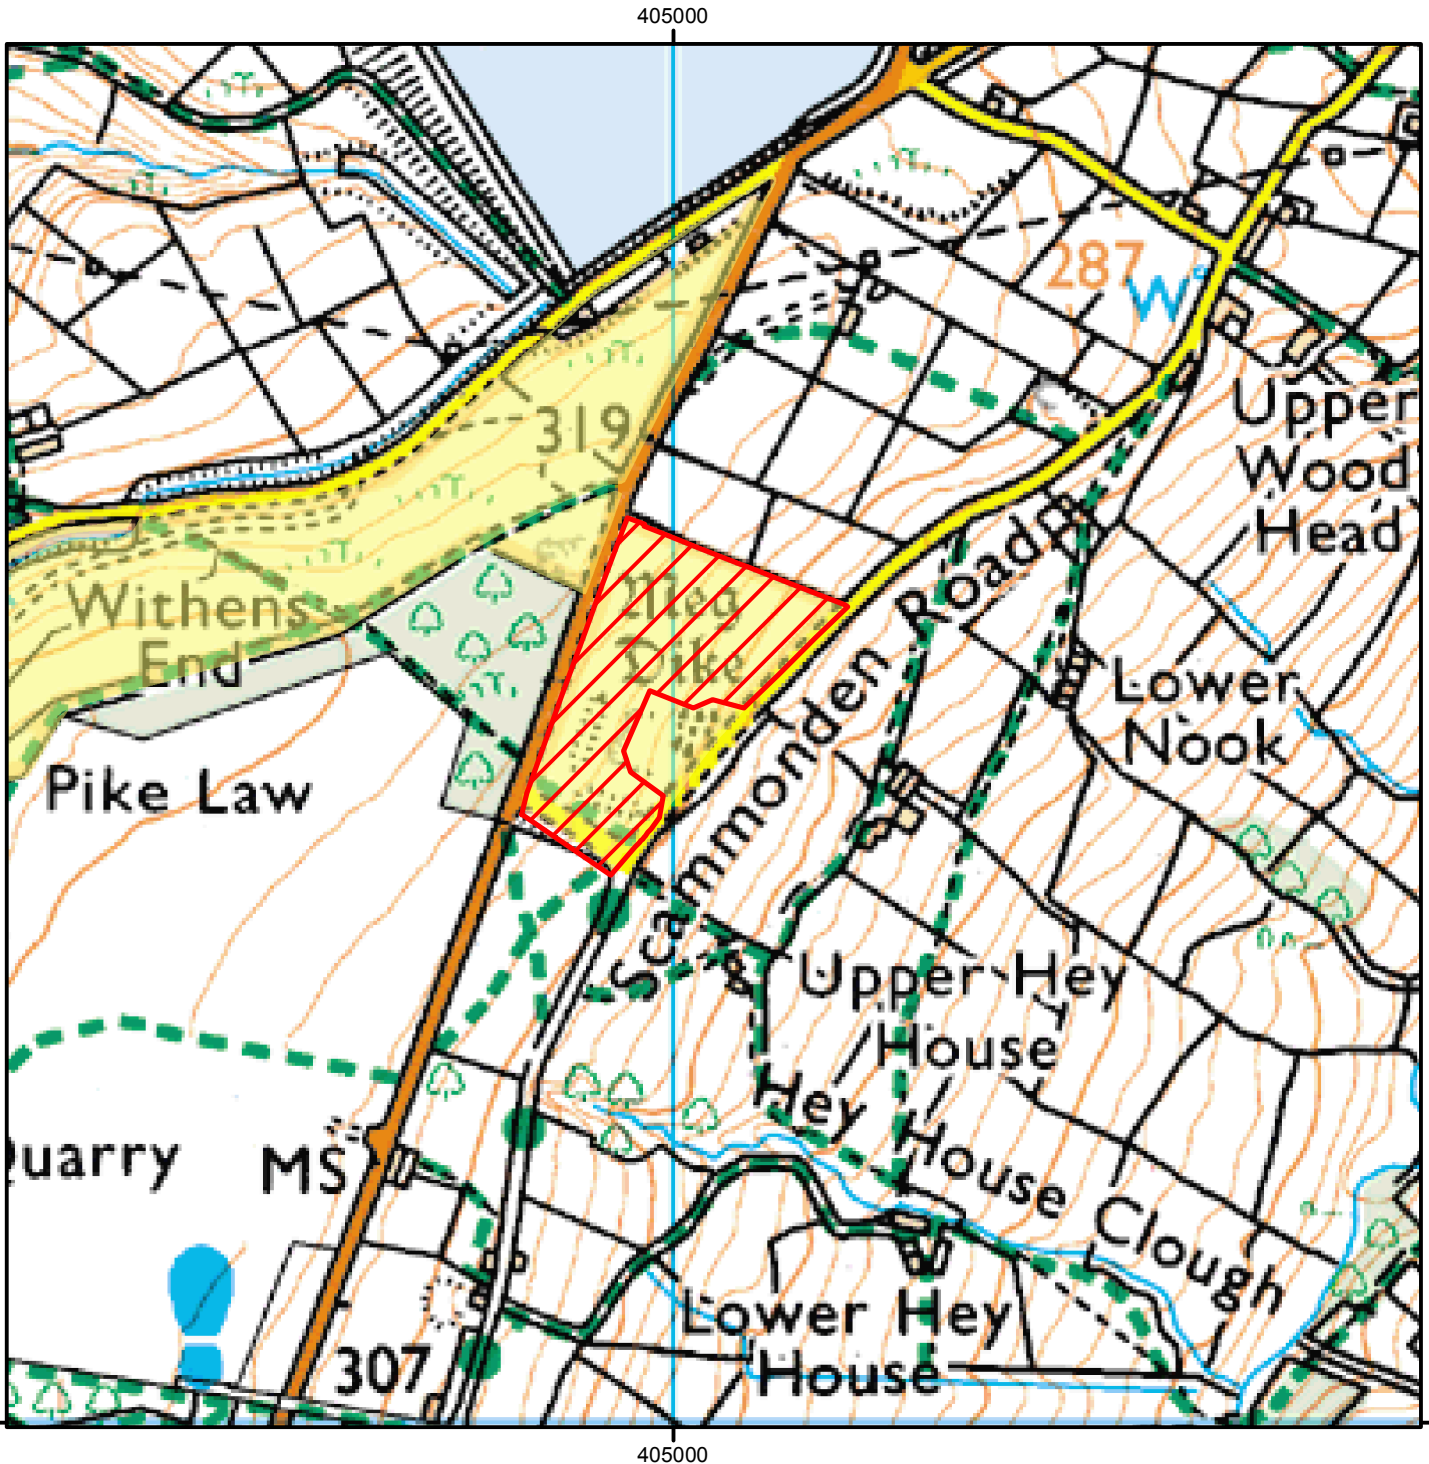 405000
287
W
319
Upper
Wood
Head
Meg
Dike
Withens
End
Scammonden Road
Lower
Nook
Pike Law
Upper Hey
House
Hey House Clough
uarry
MS
Lower Hey
House
307
405000